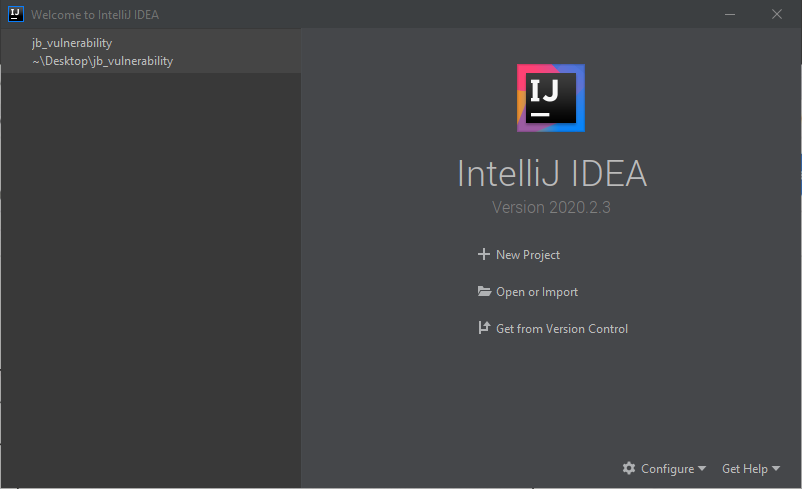 Welcome to IntelliJ IDEA
jb_vulnerability
~\Desktop\jb_vulnerability
IJ
IntelliJ IDEA
Version 2020.2.3
New Project
Open or Import
Get from Version Control
Configure
Get Help